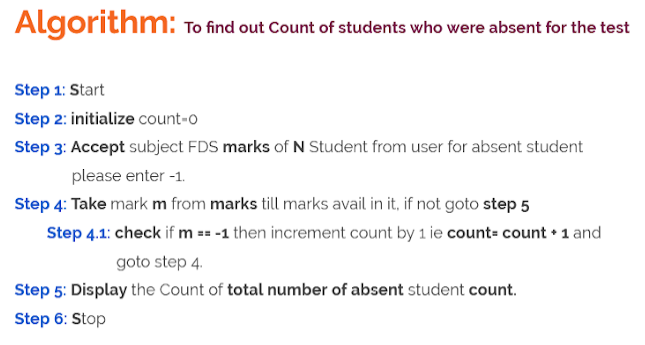 Algorithm: To find out Count of students who were absent for the test
Step 1: Start
Step 2: initialize count=0
Step 3: Accept subject FDS marks of N Student from user for absent student
please enter -1.
Step 4: Take mark m from marks till marks avail in it, if not goto step 5
Step 4.1: check if m == -1 then increment count by 1 ie count= count + 1 and
goto step 4.
Step 5: Display the Count of total number of absent student count.
Step 6: Stop